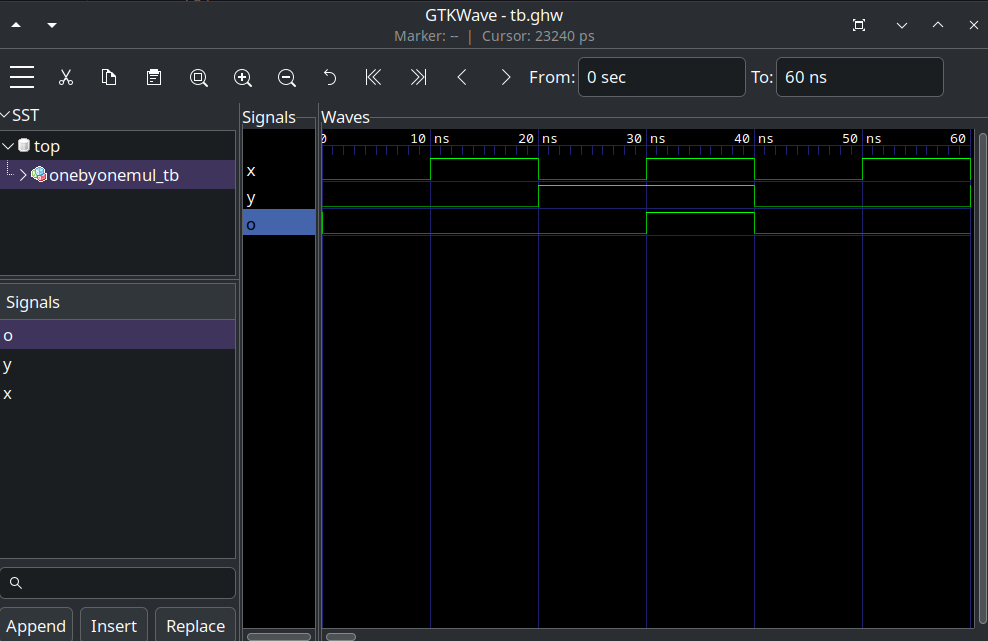 GTKWave - tb.ghw
Marker: -- | Cursor: 23240 ps
From: 0 sec To: 60 ns
SST
top
onebyonemul_tb
Signals
o
y
x
Append Insert Replace
Signals
x
y
o
Waves
0 10 ns 20 ns 30 ns 40 ns 50 ns 60